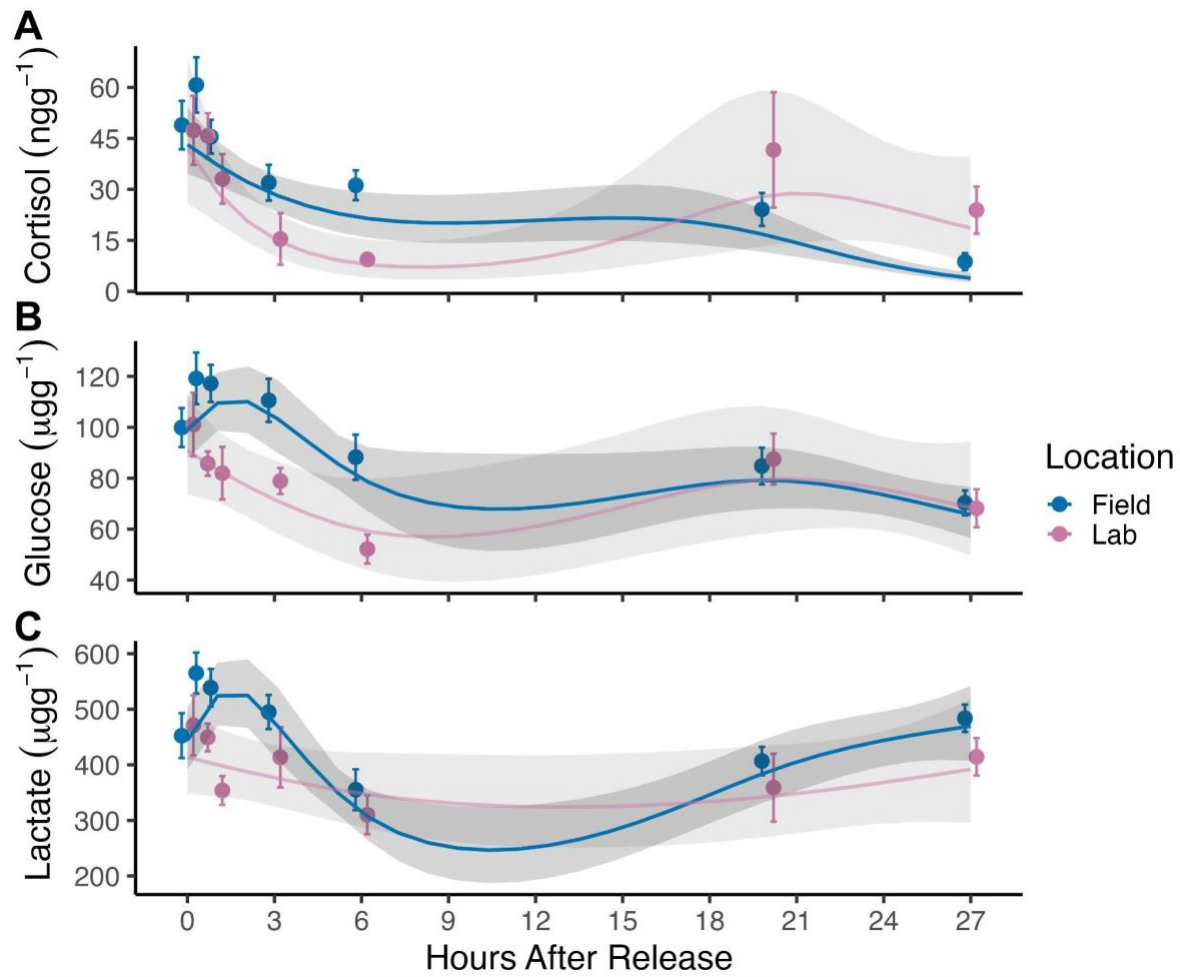 A
Cortisol (ngg⁻¹)
60
45
30
15
0
B
Glucose (µgg⁻¹)
120
100
80
60
40
Location
Field
Lab
C
Lactate (µgg⁻¹)
600
500
400
300
200
0 3 6 9 12 15 18 21 24 27
Hours After Release